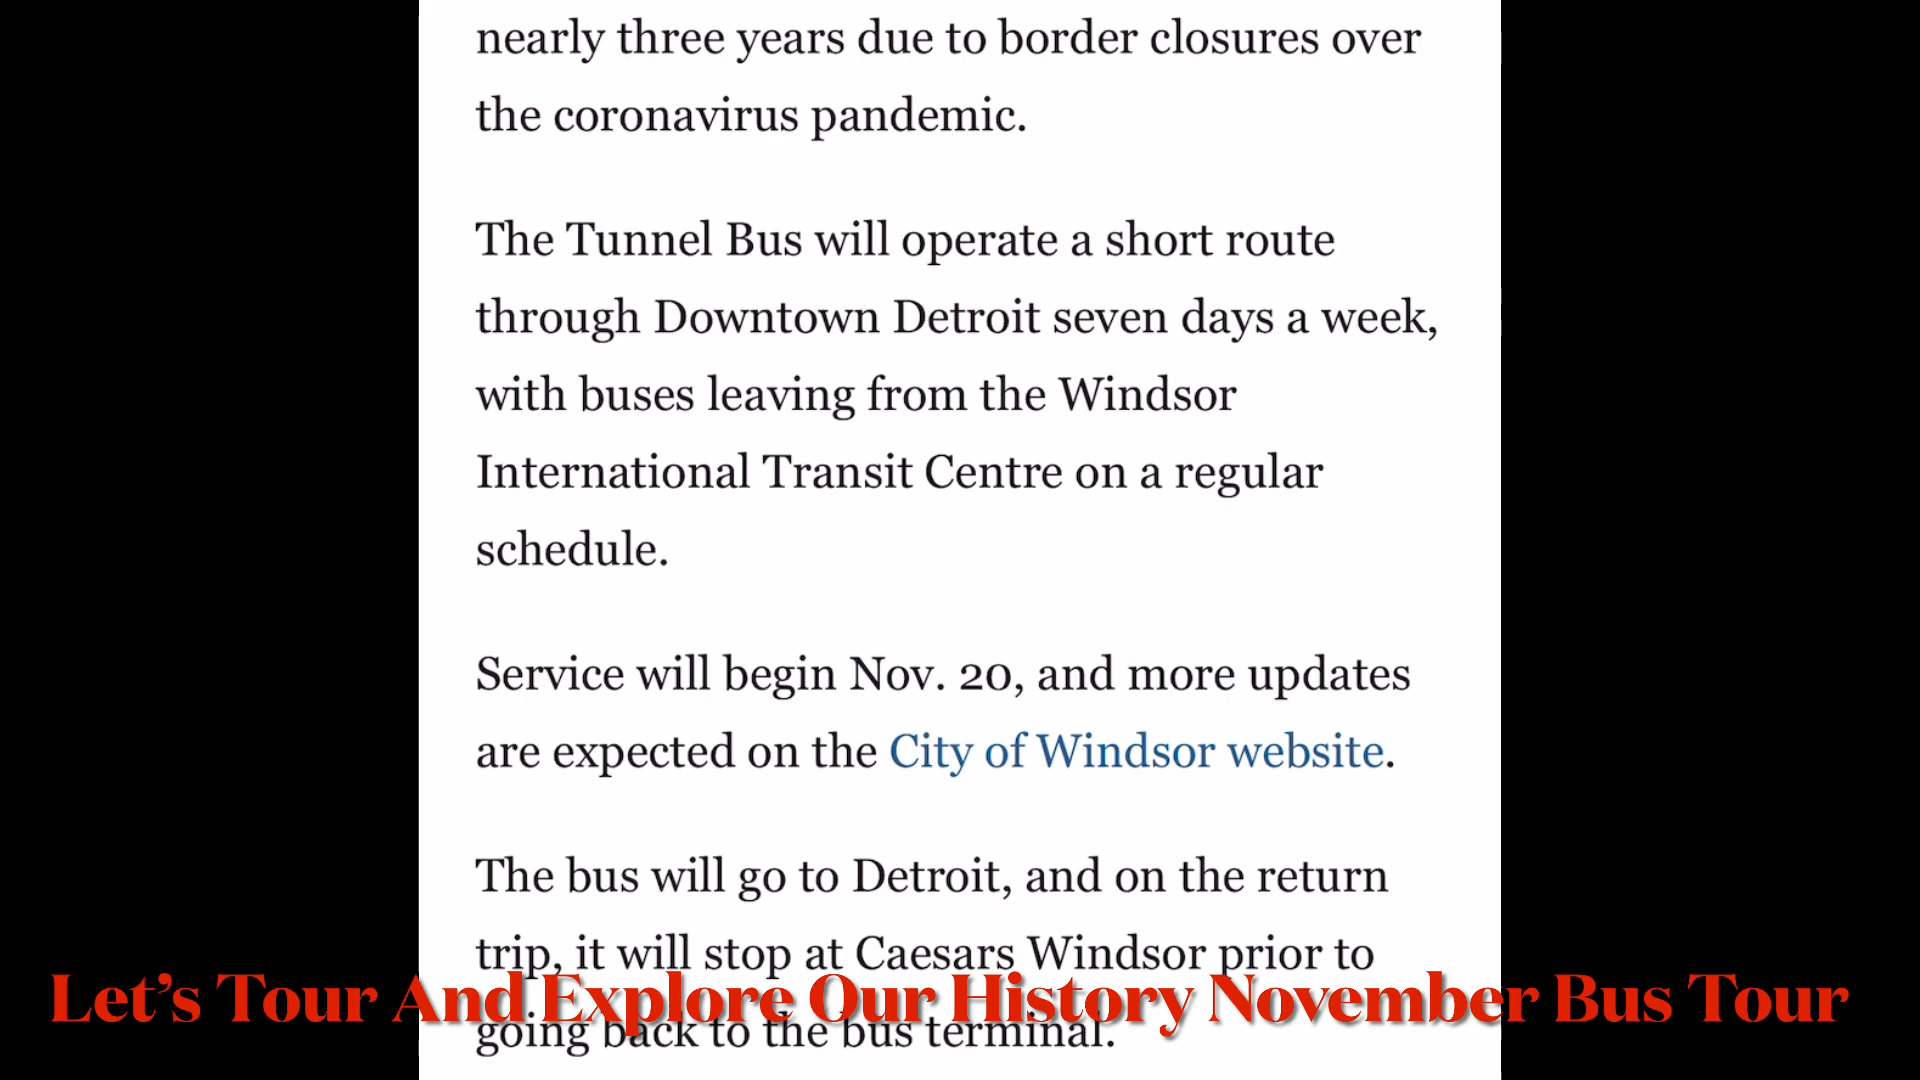 nearly three years due to border closures over
the coronavirus pandemic.
The Tunnel Bus will operate a short route
through Downtown Detroit seven days a week,
with buses leaving from the Windsor
International Transit Centre on a regular
schedule.
Service will begin Nov. 20, and more updates
are expected on the City of Windsor website.
The bus will go to Detroit, and on the return
trip, it will stop at Caesars Windsor prior to
Let's Tour And Explore Our History November Bus Tour
going back to the bus terminal.